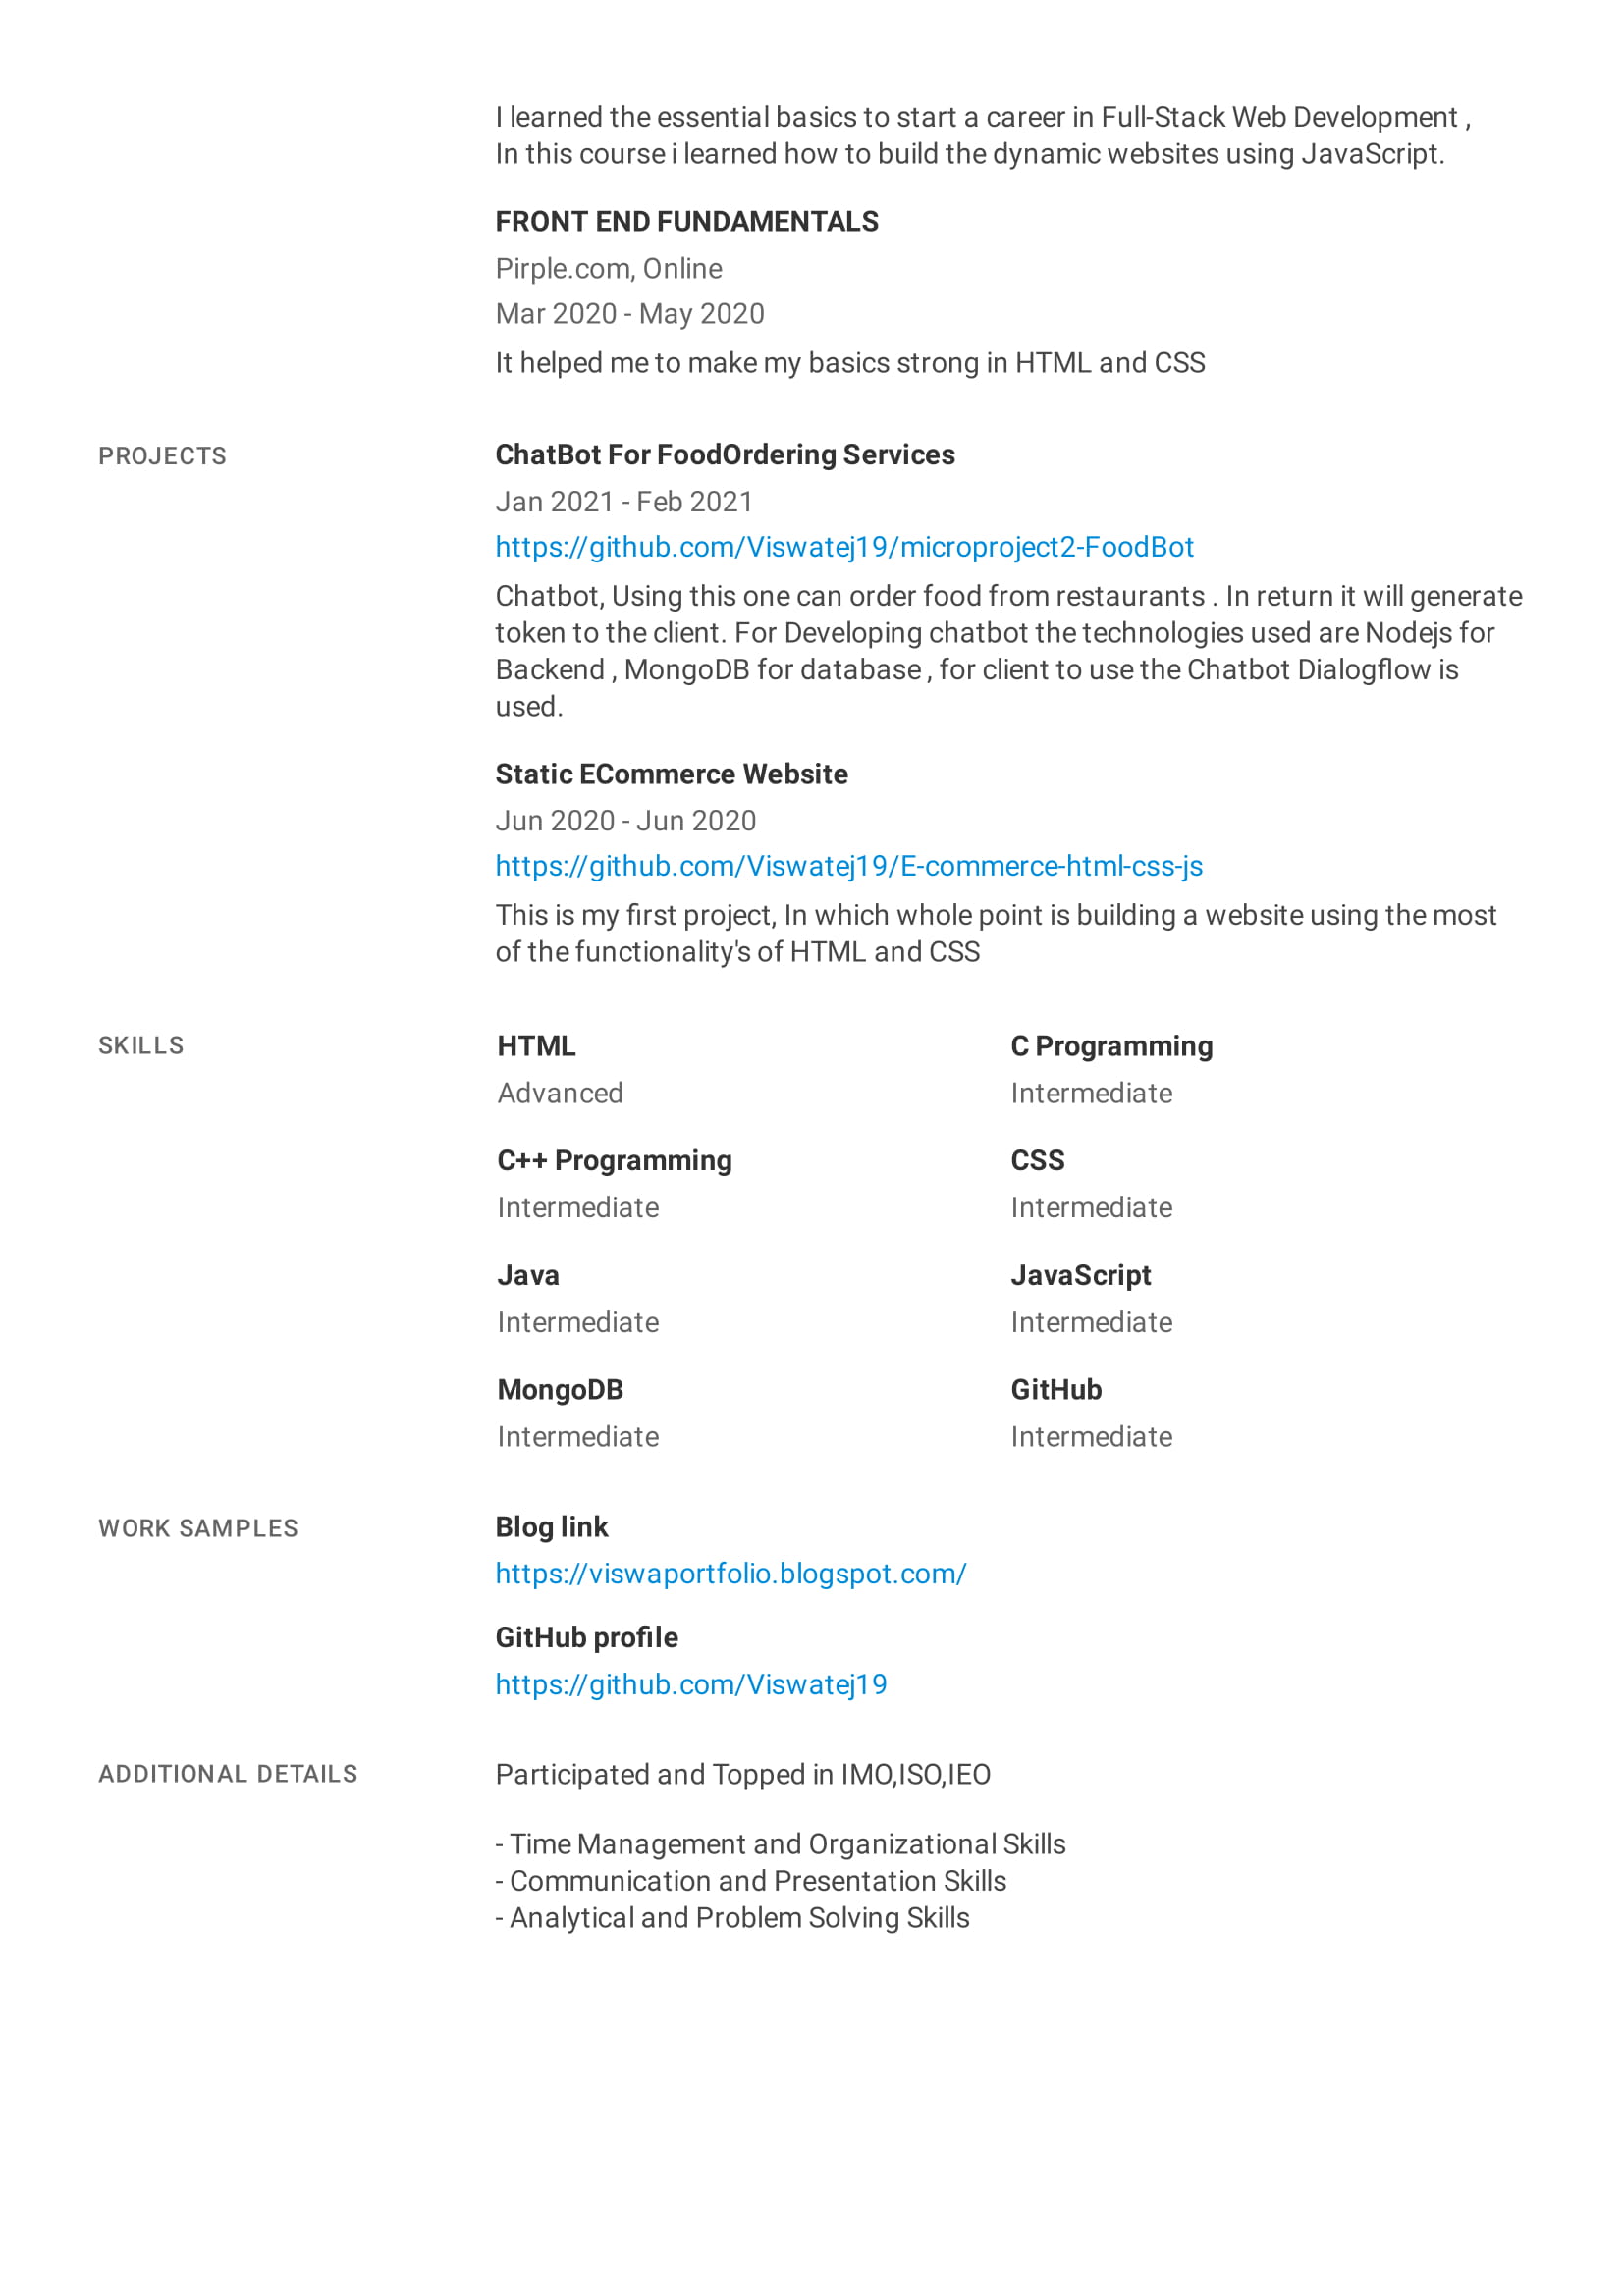 I learned the essential basics to start a career in Full-Stack Web Development ,
In this course i learned how to build the dynamic websites using JavaScript.
FRONT END FUNDAMENTALS
Pirple.com, Online
Mar 2020 - May 2020
It helped me to make my basics strong in HTML and CSS
PROJECTS
ChatBot For FoodOrdering Services
Jan 2021 - Feb 2021
https://github.com/Viswatej19/microproject2-FoodBot
Chatbot, Using this one can order food from restaurants . In return it will generate
token to the client. For Developing chatbot the technologies used are Nodejs for
Backend , MongoDB for database , for client to use the Chatbot Dialogflow is
used.
Static ECommerce Website
Jun 2020 - Jun 2020
https://github.com/Viswatej19/E-commerce-html-css-js
This is my first project, In which whole point is building a website using the most
of the functionality's of HTML and CSS
SKILLS
HTML
Advanced
C Programming
Intermediate
C++ Programming
Intermediate
CSS
Intermediate
Java
Intermediate
JavaScript
Intermediate
MongoDB
Intermediate
GitHub
Intermediate
WORK SAMPLES
Blog link
https://viswaportfolio.blogspot.com/
GitHub profile
https://github.com/Viswatej19
ADDITIONAL DETAILS
Participated and Topped in IMO,ISO,IEO
- Time Management and Organizational Skills
- Communication and Presentation Skills
- Analytical and Problem Solving Skills